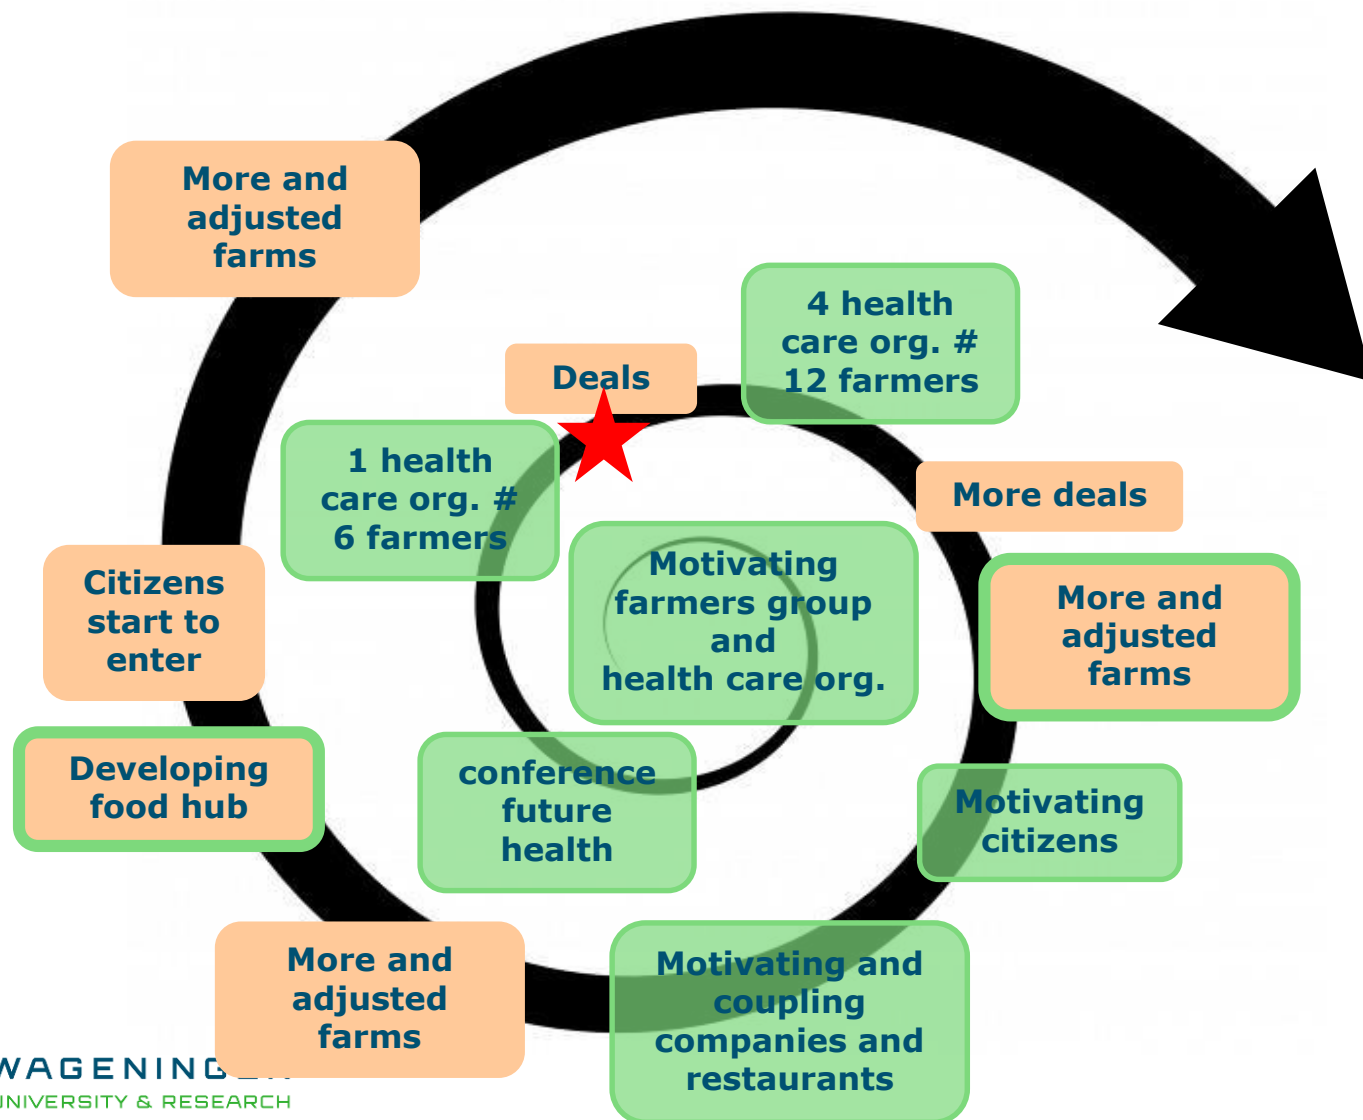 More and
adjusted
farms
4 health
care org. #
12 farmers
Deals
1 health
care org. #
6 farmers
More deals
Motivating
farmers group
and
health care org.
Citizens
start to
enter
More and
adjusted
farms
Developing
food hub
conference
future
health
Motivating
citizens
More and
adjusted
farms
Motivating and
coupling
companies and
restaurants
UNIVERSITY & RESEARCH